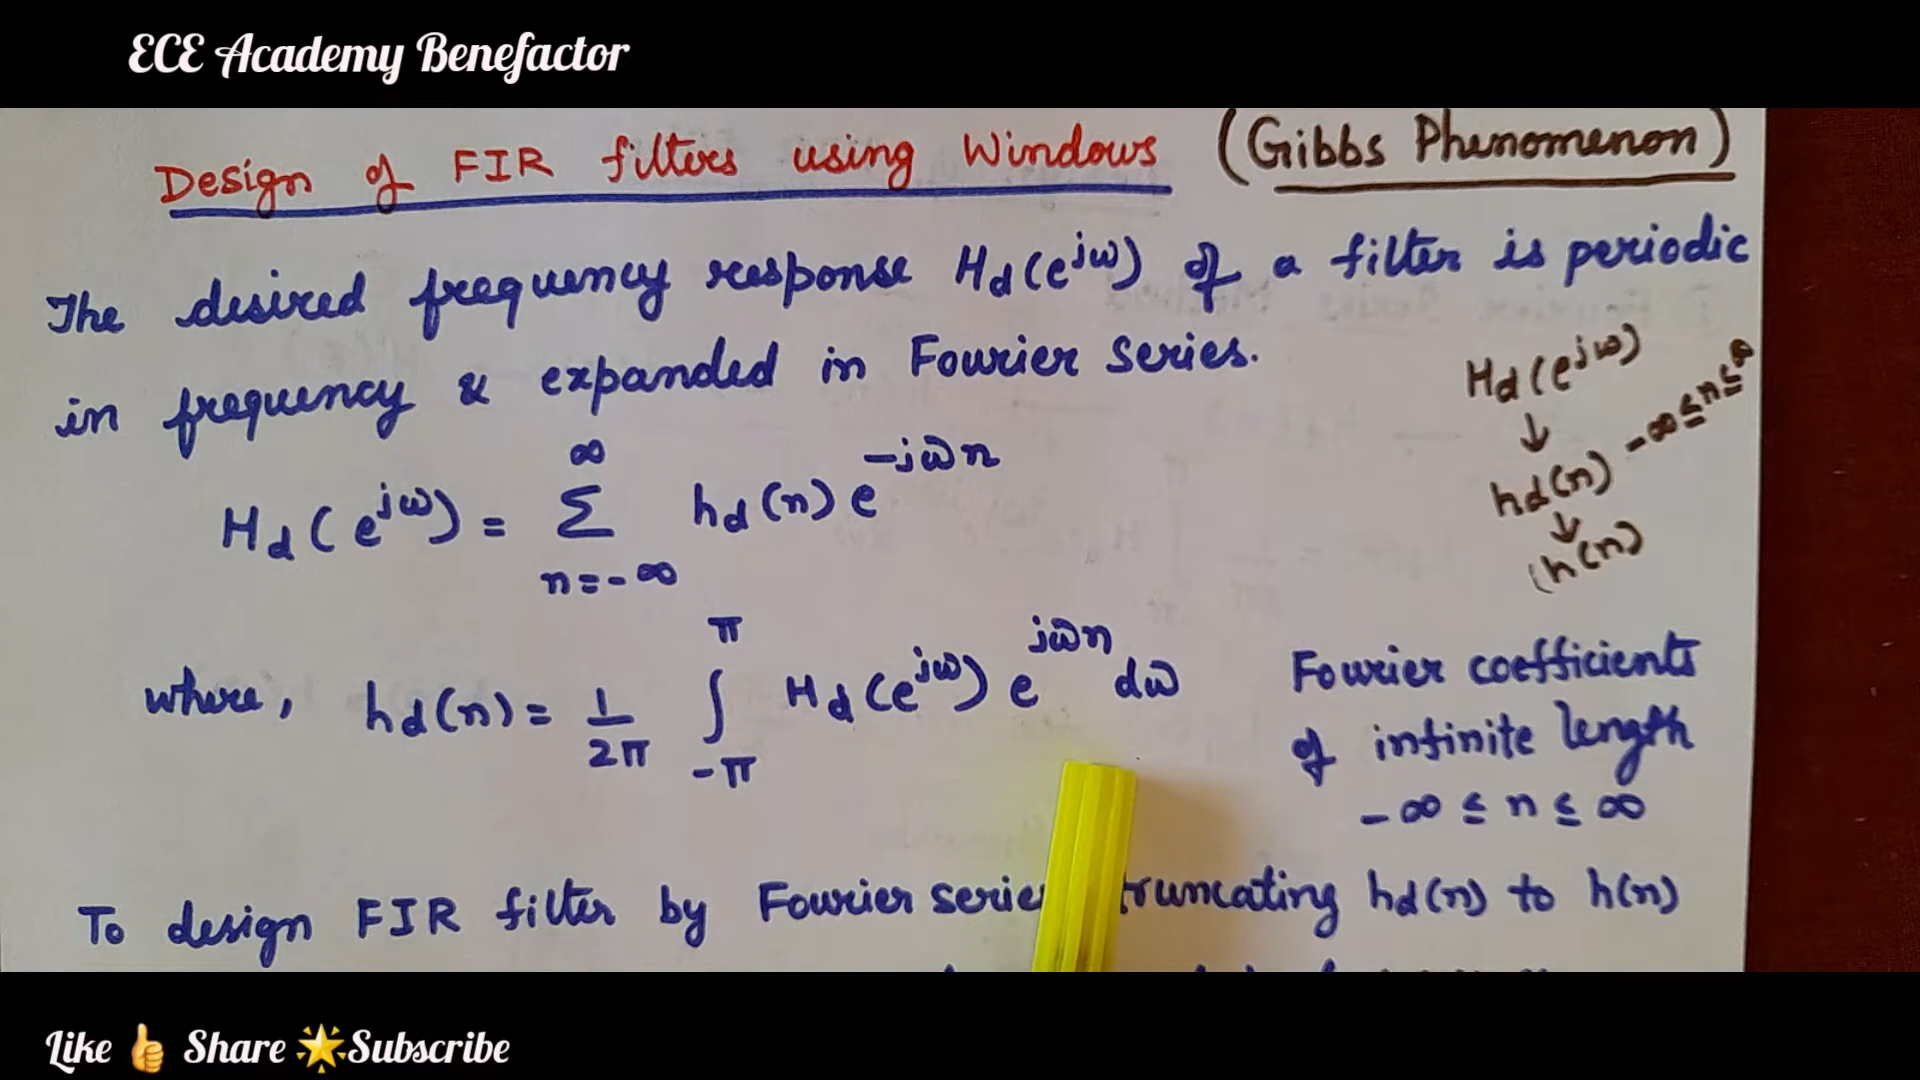 ECE Academy Benefactor
Design of FIR filters using Windows (Gibbs Phenomenon)
The desired frequency response Hd(e^jω) of a filter is periodic
in frequency & expanded in Fourier Series.
Hd(e^jω) = ∞ Σ n=-∞ hd(n) e^-jωn
Hd(e^jω)
↓
hd(n) -∞≤n≤∞
↓
(h(n)
where, hd(n) = 1/2π ∫ π -π Hd(e^jω) e^jωn dω
Fourier coefficients
of infinite length
-∞ ≤ n ≤ ∞
To design FIR filter by Fourier serie truncating hd(n) to h(n)
Like 👍 Share 🌟Subscribe